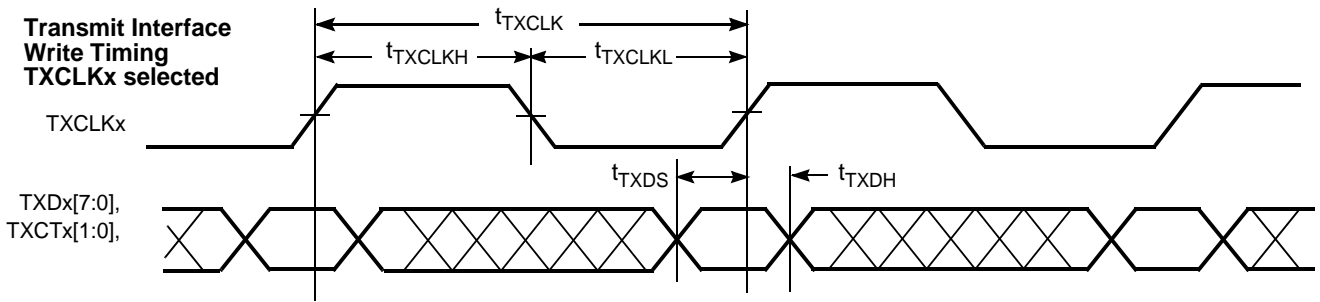 Transmit Interface
Write Timing
TXCLKx selected
tTXCLK
tTXCLKH
tTXCLKL
TXCLKx
tTXDS
tTXDH
TXDx[7:0],
TXCTx[1:0],